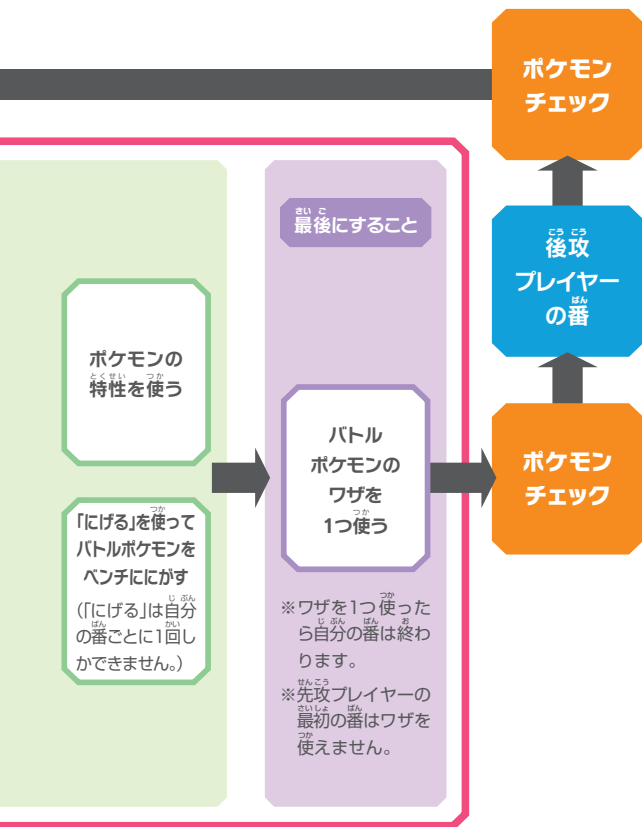 ポケモンの
特性を使う
「にげる」を使って
バトルポケモンを
ベンチににがす
(「にげる」は自分
の番ごとに1回し
かできません。)
最後にすること
バトル
ポケモンの
ワザを
1つ使う
※ワザを1つ使った
ら自分の番は終わ
ります。
※先攻プレイヤーの
最初の番はワザを
使えません。
ポケモン
チェック
後攻
プレイヤー
の番
ポケモン
チェック